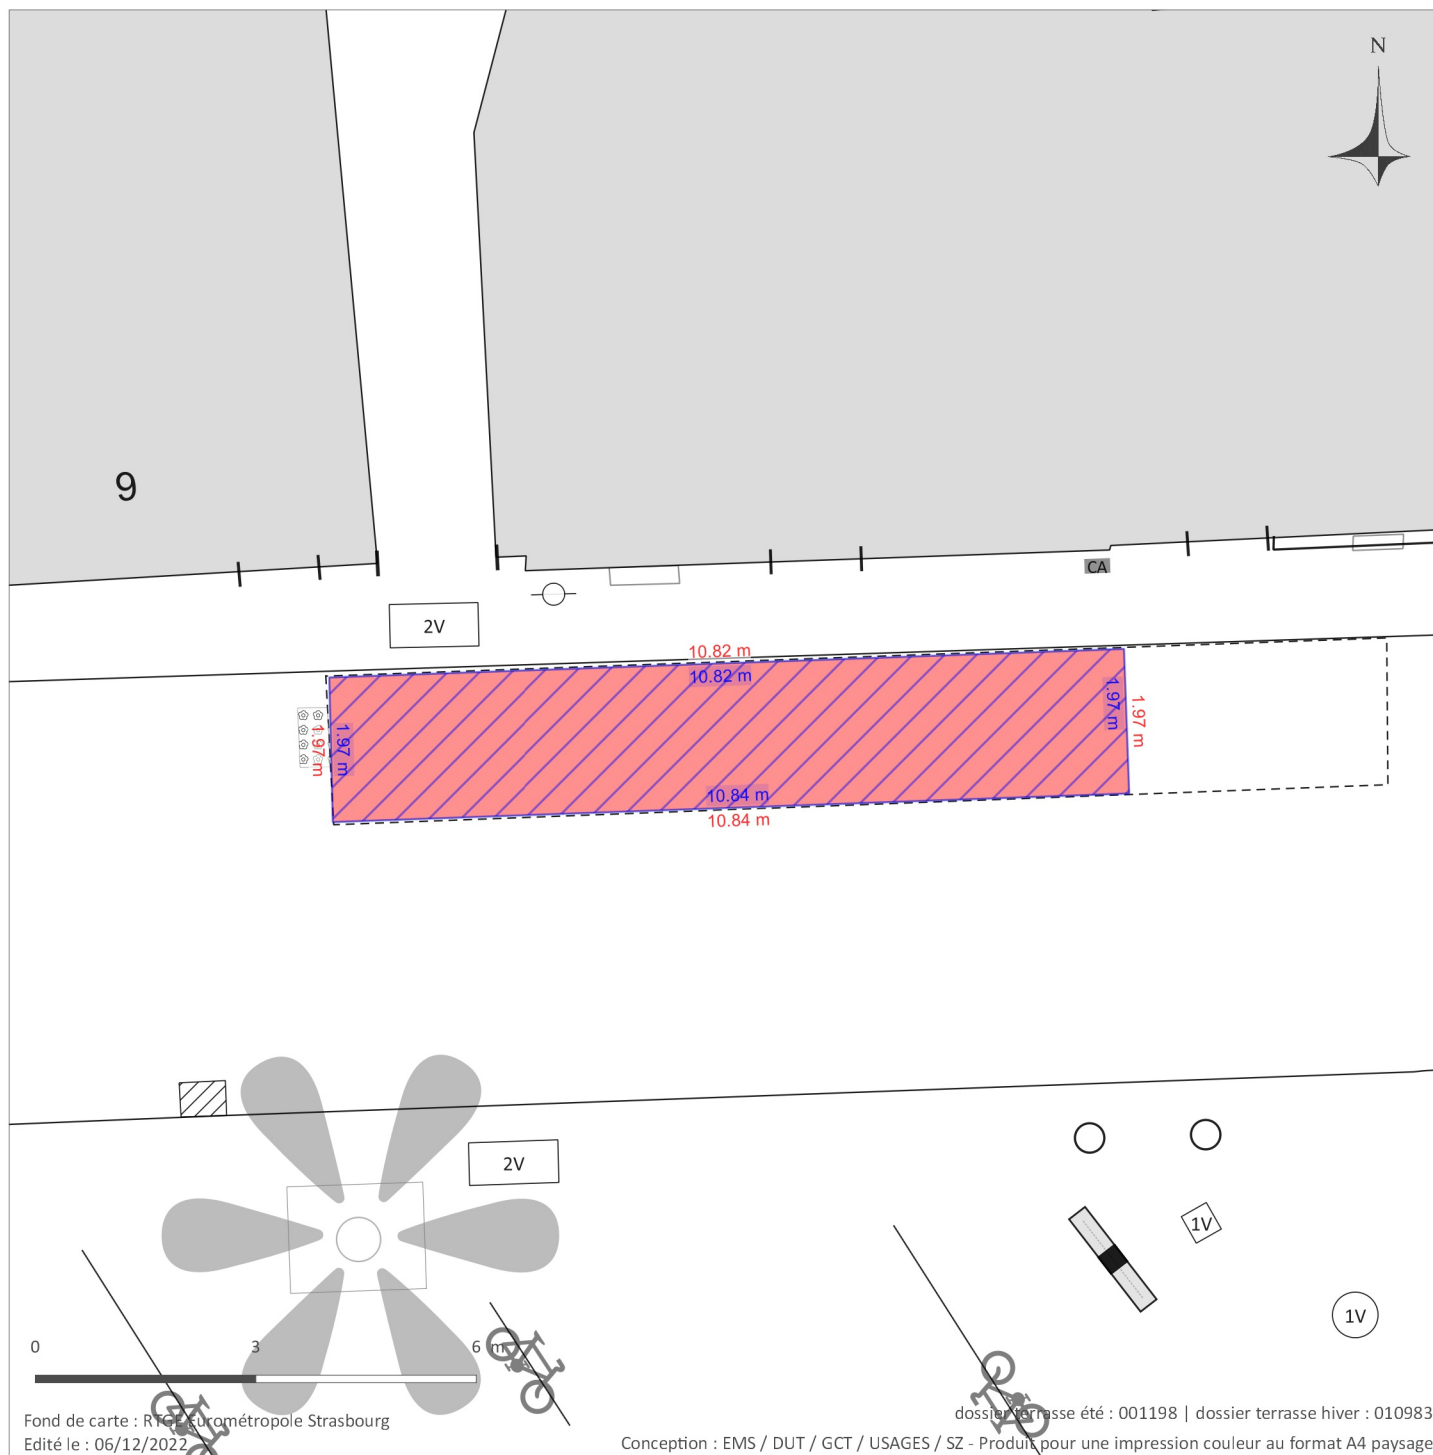 N
9
CA
2V
10.82 m
10.82 m
1.97 m
1.97 m
1.97 m
1.97 m
10.84 m
10.84 m
2V
1V
1V
0 3 6 m
Fond de carte : RTGE Eurométropole Strasbourg
dossier terrasse été : 001198 | dossier terrasse hiver : 010983
Edité le : 06/12/2022
Conception : EMS / DUT / GCT / USAGES / SZ - Produit pour une impression couleur au format A4 paysage